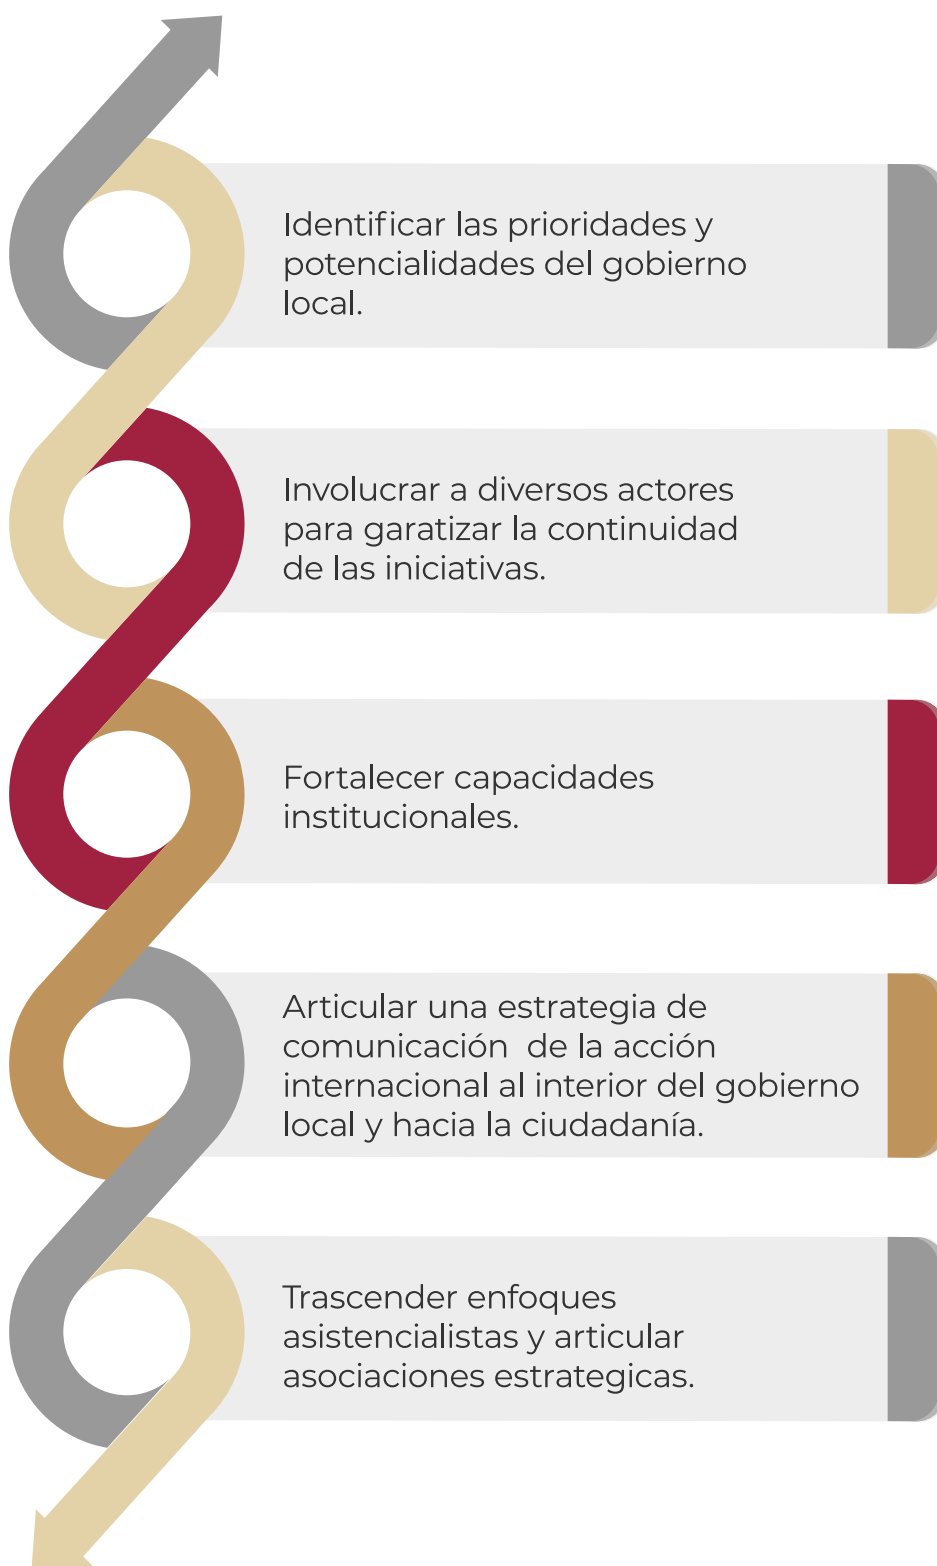 Identificar las prioridades y
potencialidades del gobierno
local.
Involucrar a diversos actores
para garatizar la continuidad
de las iniciativas.
Fortalecer capacidades
institucionales.
Articular una estrategia de
comunicación de la acción
internacional al interior del gobierno
local y hacia la ciudadanía.
Trascender enfoques
asistencialistas y articular
asociaciones estrategicas.